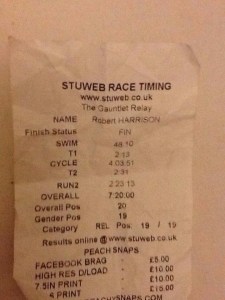 STUWEB RACE TIMING
www.stuweb.co.uk
The Gauntlet Relay
NAME Robert HARRISON
Finish Status FIN
SWIM 48:10
T1 2:13
CYCLE 4:03:51
T2 2:31
RUN2 2:23:13
OVERALL 7:20:00
Overall Pos 20
Gender Pos 19
Category REL Pos: 19 / 19
Results online @ www.stuweb.co.uk
PEACH SNAPS
FACEBOOK BRAG - £5.00
HIGH RES D/LOAD - £10.00
7.5IN PRINT - £10.00
PRINT £15.00